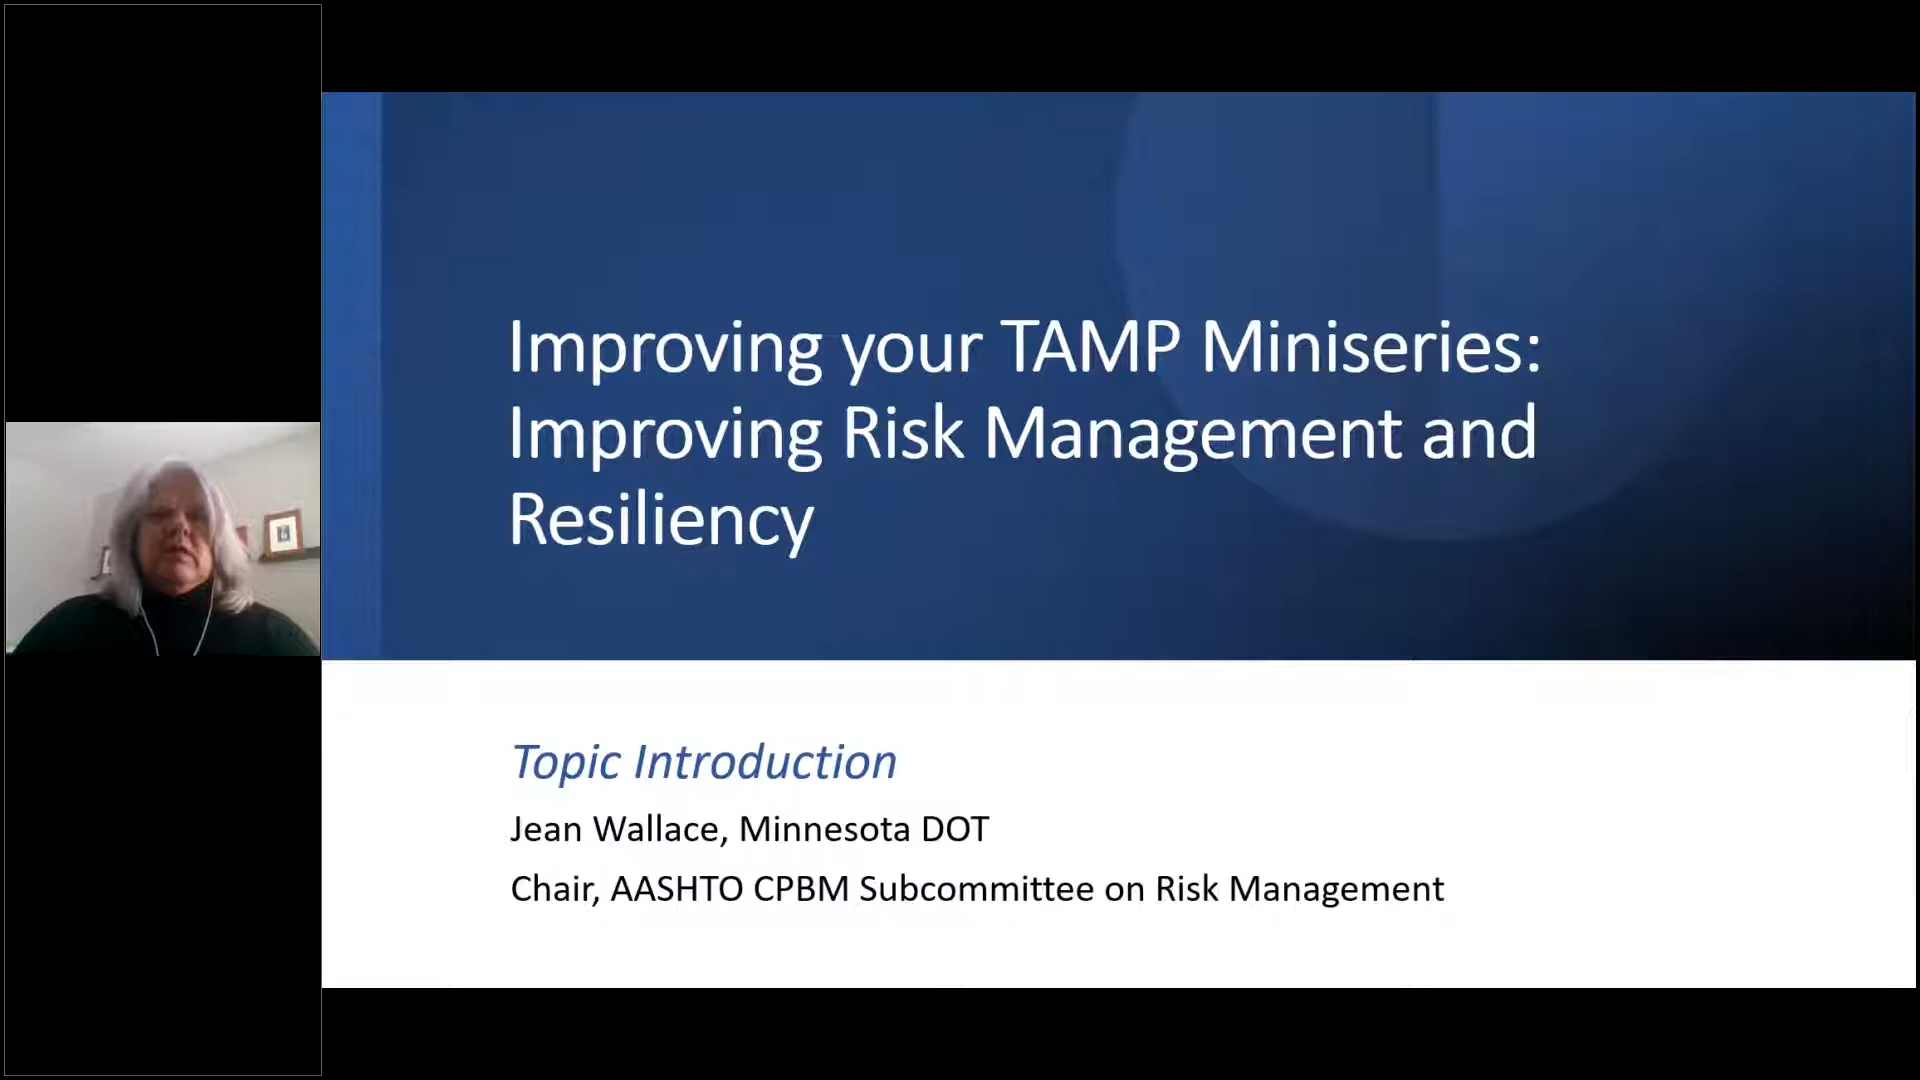 Improving your TAMP Miniseries:
Improving Risk Management and
Resiliency
Topic Introduction
Jean Wallace, Minnesota DOT
Chair, AASHTO CPBM Subcommittee on Risk Management